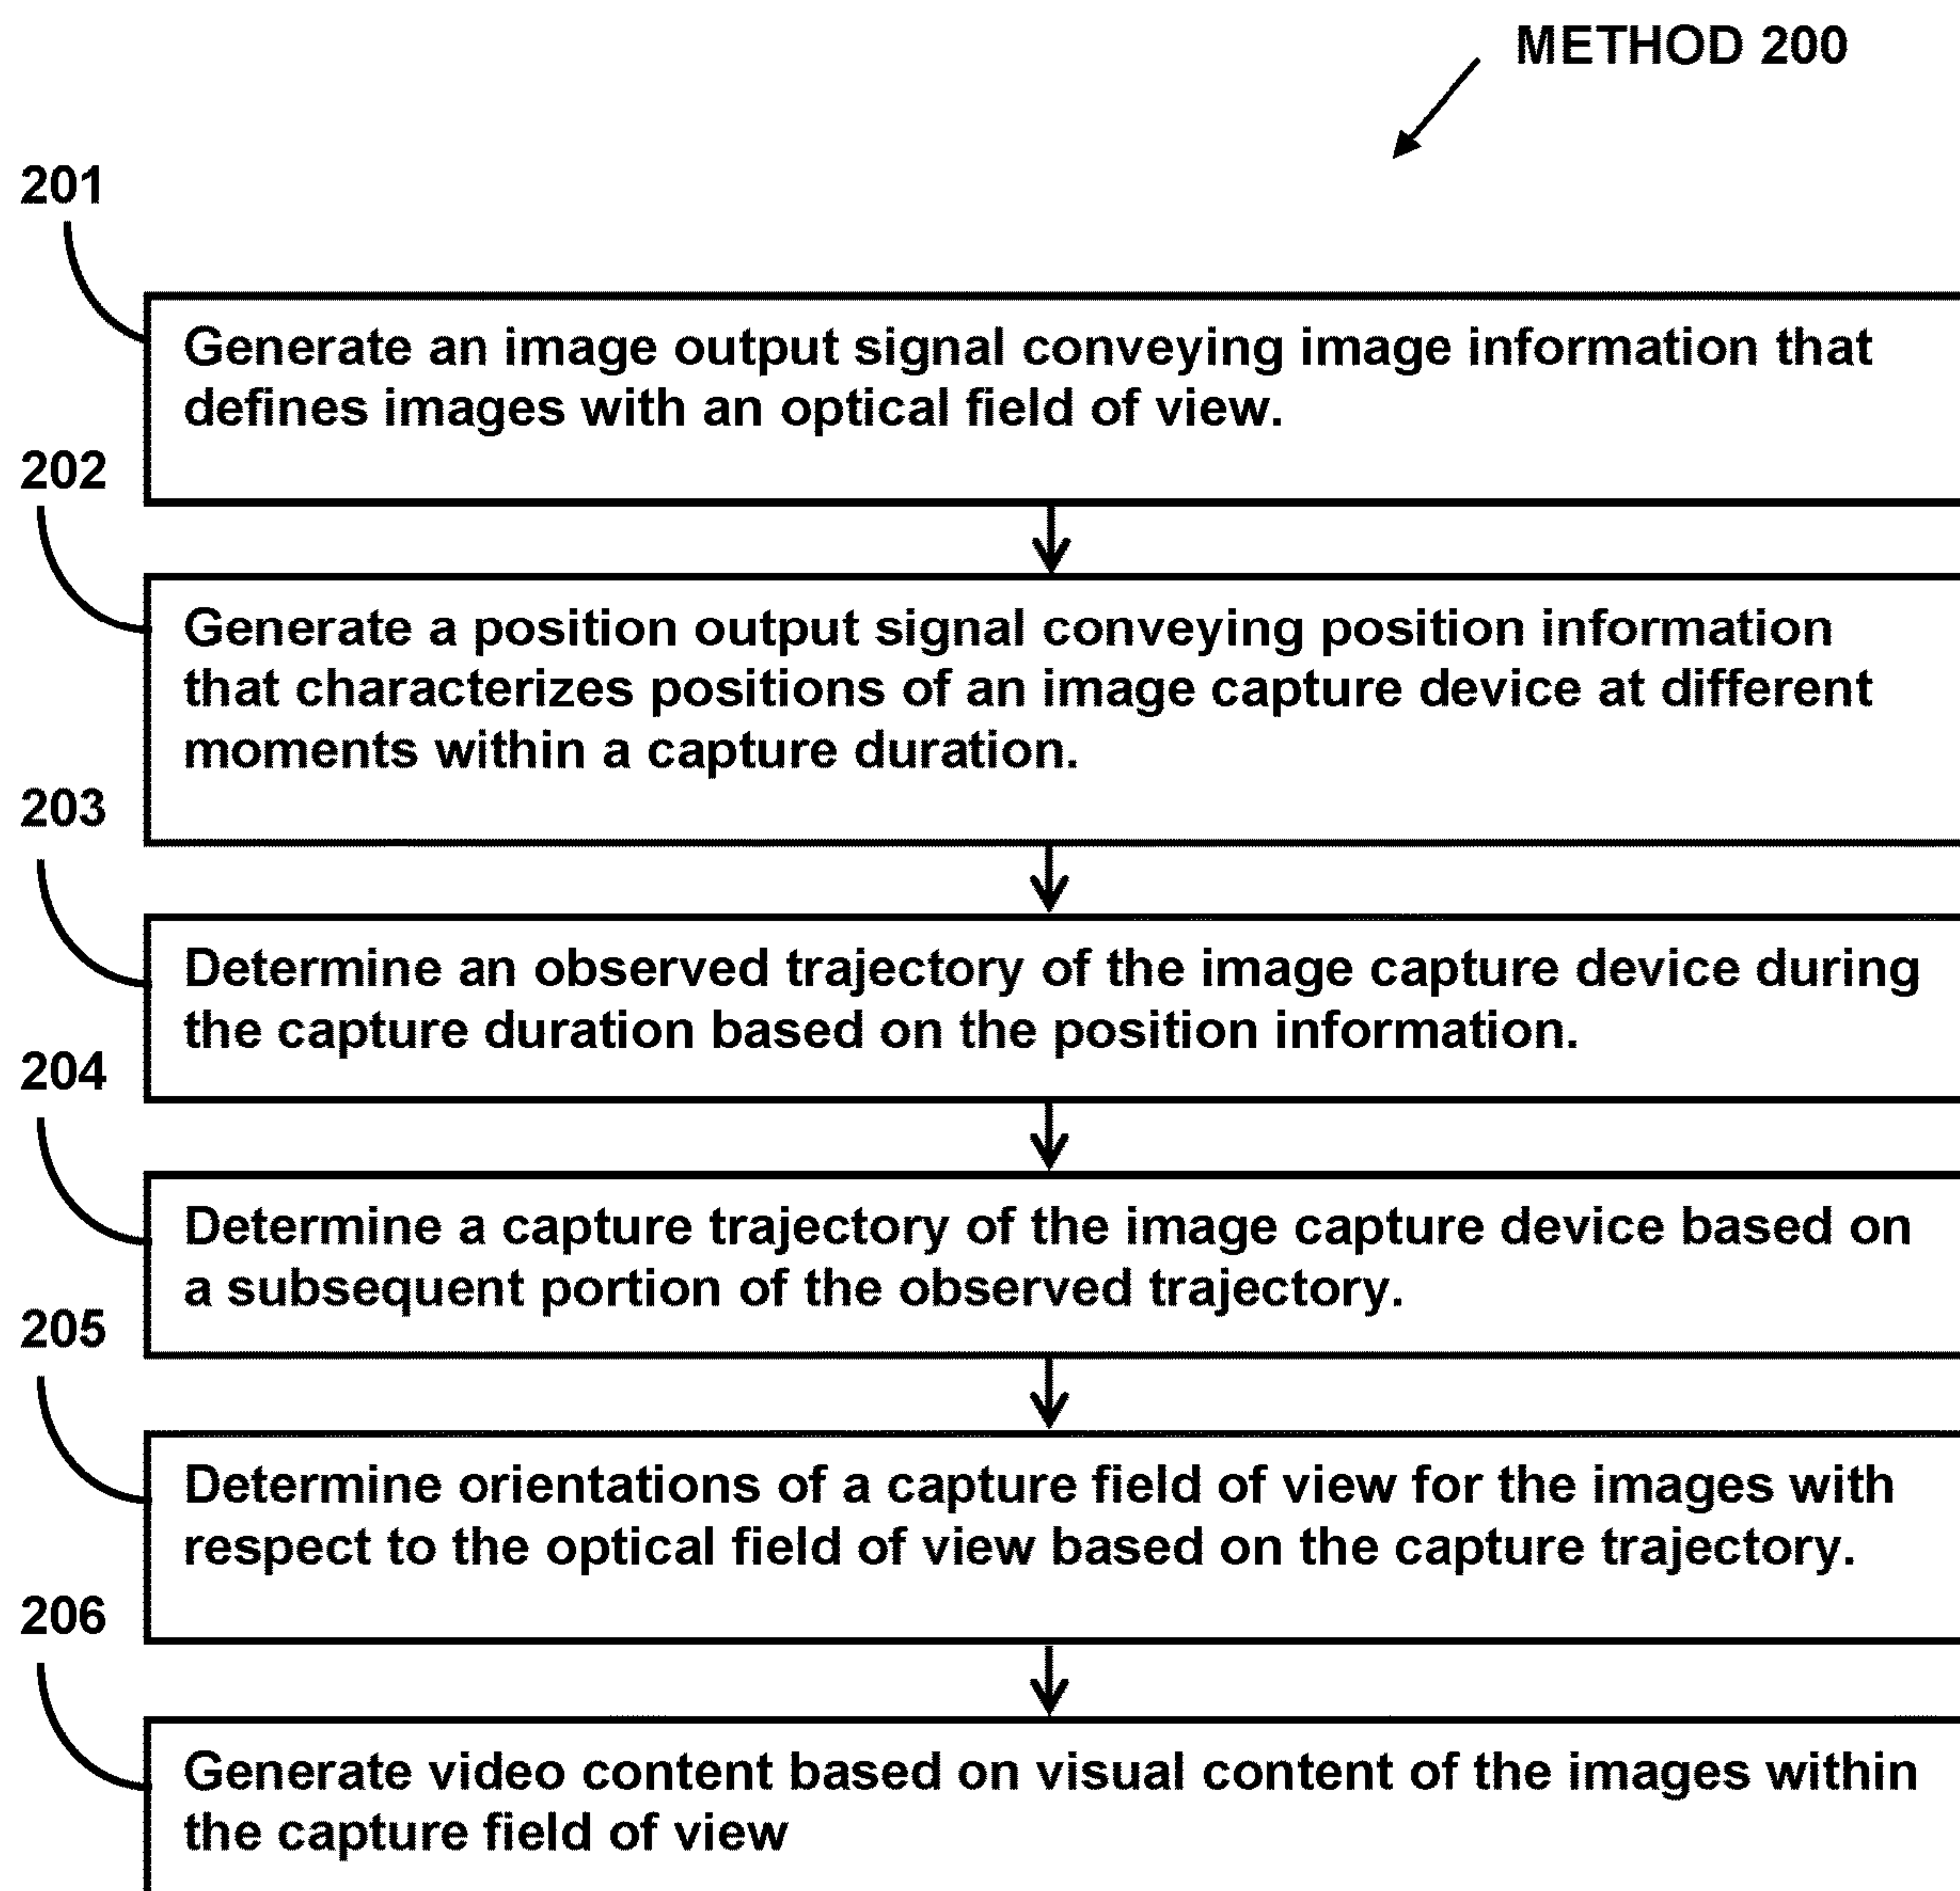 METHOD 200
201
Generate an image output signal conveying image information that
defines images with an optical field of view.
202
Generate a position output signal conveying position information
that characterizes positions of an image capture device at different
moments within a capture duration.
203
Determine an observed trajectory of the image capture device during
the capture duration based on the position information.
204
Determine a capture trajectory of the image capture device based on
a subsequent portion of the observed trajectory.
205
Determine orientations of a capture field of view for the images with
respect to the optical field of view based on the capture trajectory.
206
Generate video content based on visual content of the images within
the capture field of view